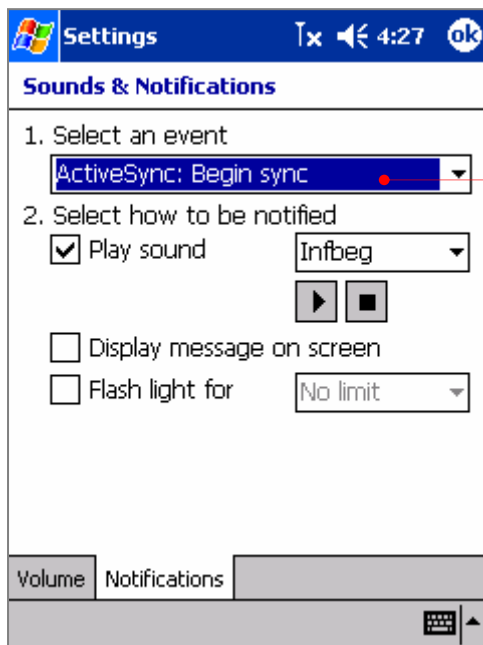 Settings 4:27 ok
Sounds & Notifications
1. Select an event
ActiveSync: Begin sync
2. Select how to be notified
Play sound Infbeg
Display message on screen
Flash light for No limit
Volume Notifications